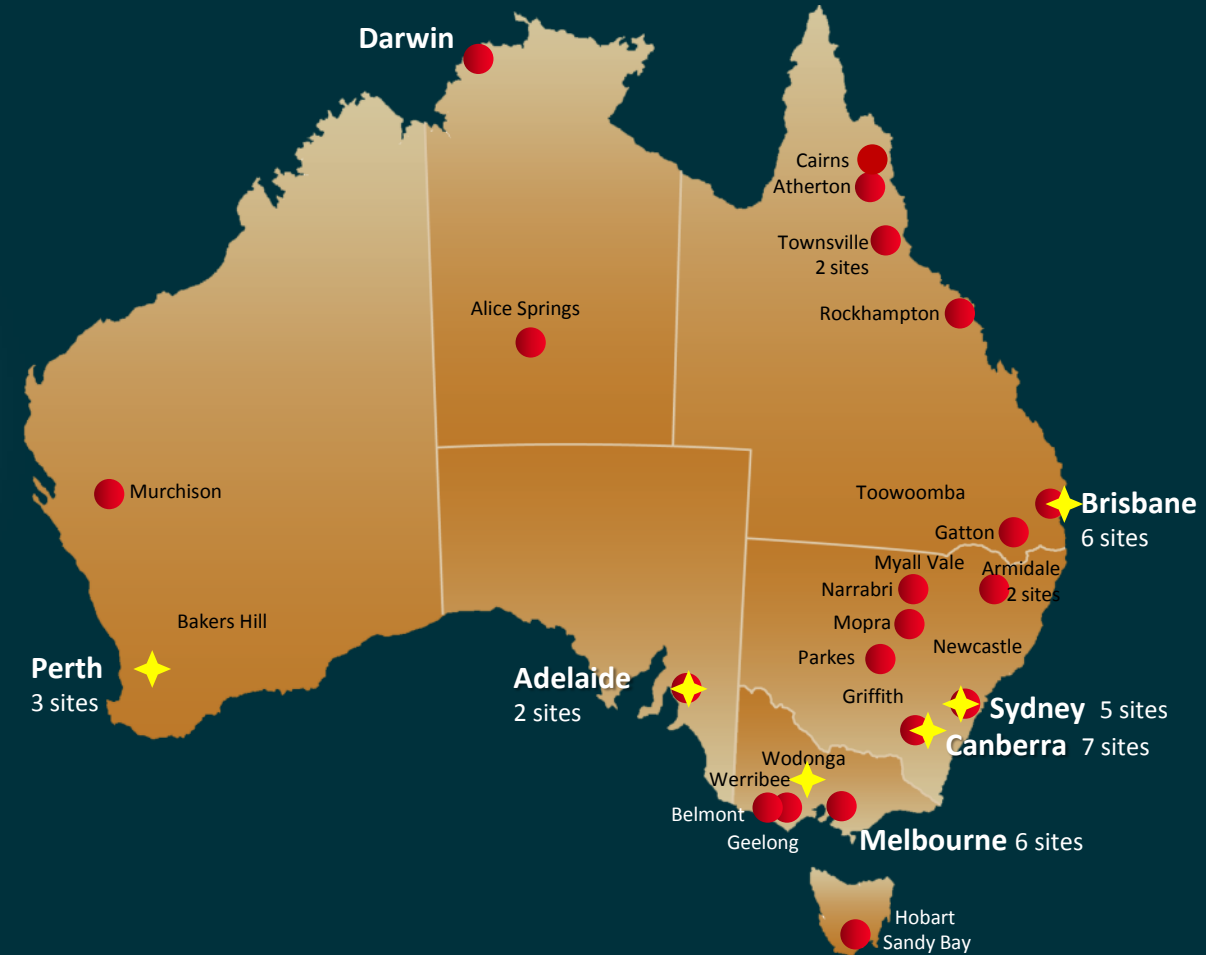 Darwin
Cairns
Atherton
Townsville
2 sites
Alice Springs
Rockhampton
Murchison
Toowoomba
Brisbane
6 sites
Gatton
Myall Vale
Armidale
2 sites
Narrabri
Mopra
Newcastle
Parkes
Bakers Hill
Perth
3 sites
Adelaide
2 sites
Griffith
Sydney 5 sites
Canberra 7 sites
Wodonga
Werribee
Belmont
Geelong
Melbourne 6 sites
Hobart
Sandy Bay